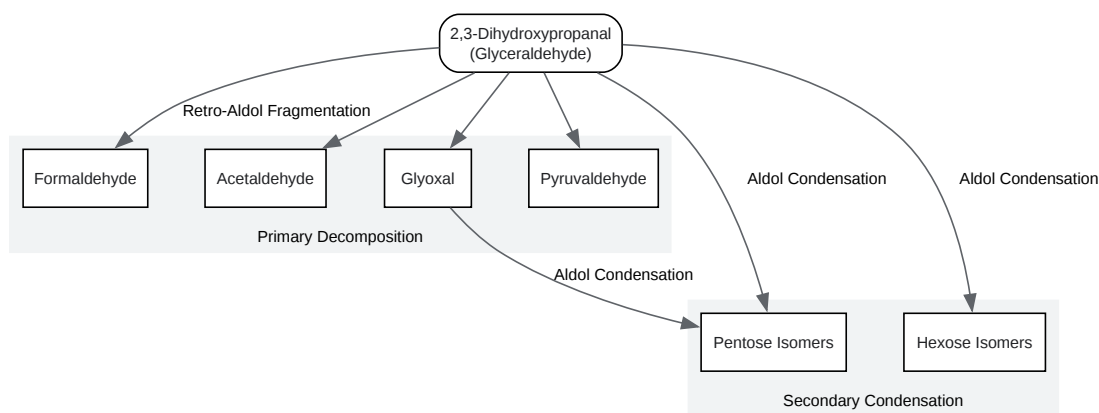 2,3-Dihydroxypropanal
(Glyceraldehyde)
Retro-Aldol Fragmentation
Formaldehyde
Acetaldehyde
Glyoxal
Pyruvaldehyde
Aldol Condensation
Aldol Condensation
Primary Decomposition
Aldol Condensation
Pentose Isomers
Hexose Isomers
Secondary Condensation